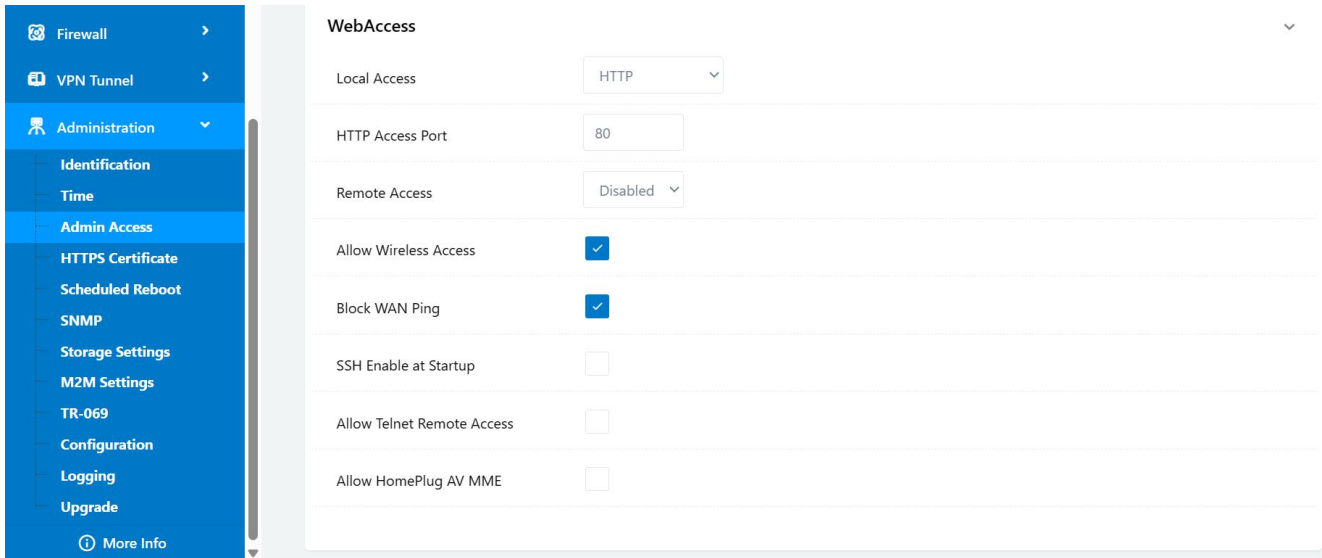 Firewall
VPN Tunnel
Administration
Identification
Time
Admin Access
HTTPS Certificate
Scheduled Reboot
SNMP
Storage Settings
M2M Settings
TR-069
Configuration
Logging
Upgrade
More Info
WebAccess
Local Access HTTP
HTTP Access Port 80
Remote Access Disabled
Allow Wireless Access
Block WAN Ping
SSH Enable at Startup
Allow Telnet Remote Access
Allow HomePlug AV MME